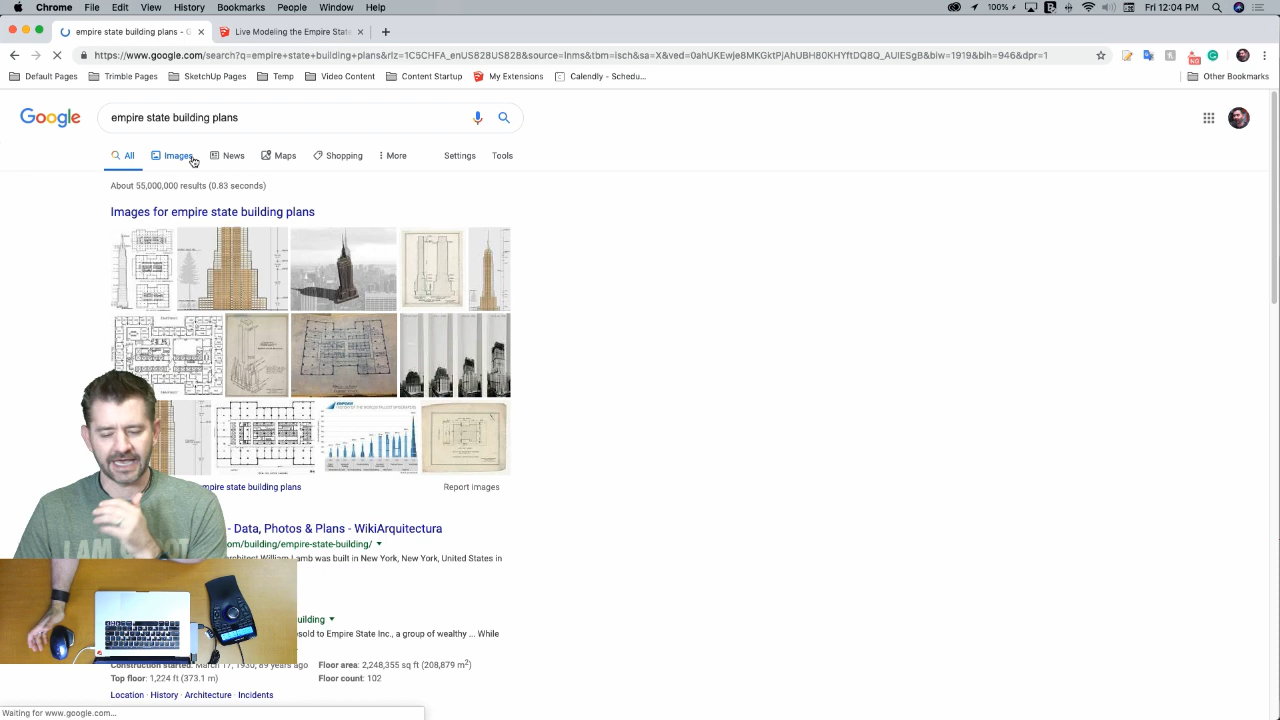 Chrome File Edit View History Bookmarks People Window Help
100% Fri 12:04 PM
empire state building plans - G
Live Modeling the Empire State
https://www.google.com/search?q=empire+state+building+plans&rlz=1C5CHFA_enUS828US828&source=lnms&tbm=isch&sa=X&ved=0ahUKEwje8MKGktPjAhUBH80KHYftDQ8Q_AUIESgB&biw=1919&bih=946&dpr=1
Default Pages Trimble Pages SketchUp Pages Temp Video Content Content Startup My Extensions Calendly - Schedu... Other Bookmarks
Google
empire state building plans
All Images News Maps Shopping More Settings Tools
About 55,000,000 results (0.83 seconds)
Images for empire state building plans
empire state building plans
Report images
- Data, Photos & Plans - WikiArquitectura
om/building/empire-state-building/
architect William Lamb was built in New York, New York, United States in
I AM
uilding
sold to Empire State Inc., a group of wealthy ... While
Construction started: March 17, 1930; 89 years ago Floor area: 2,248,355 sq ft (208,879 m2)
Top floor: 1,224 ft (373.1 m) Floor count: 102
Location · History · Architecture · Incidents
Waiting for www.google.com...